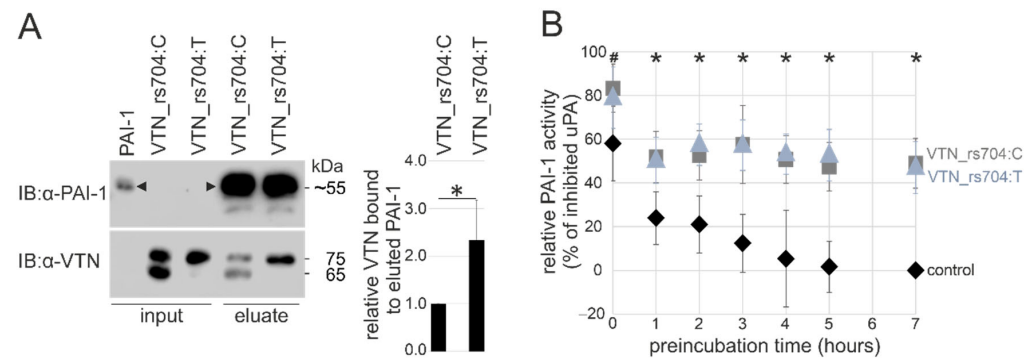 A
PAI-1
VTN_rs704:C
VTN_rs704:T
VTN_rs704:C
VTN_rs704:T
kDa
IB:α-PAI-1
~55
IB:α-VTN
75
65
input
eluate
VTN_rs704:C
VTN_rs704:T
relative VTN bound
to eluted PAI-1
4.0
3.0
2.0
1.0
0.0
*
B
relative PAI-1 activity
(% of inhibited uPA)
100
80
60
40
20
0
−20
# * * * * * *
VTN_rs704:C
VTN_rs704:T
control
0 1 2 3 4 5 6 7
preincubation time (hours)